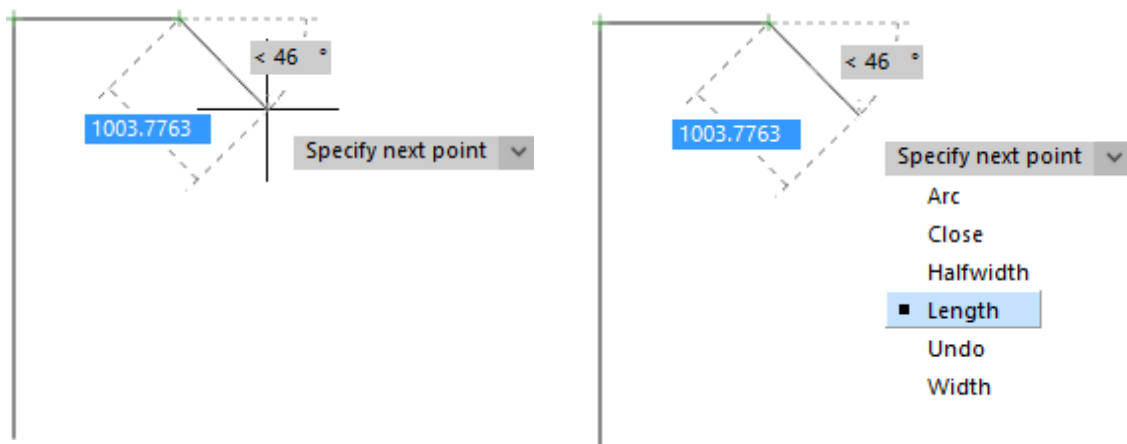 < 46 °
1003.7763
Specify next point
< 46 °
1003.7763
Specify next point
Arc
Close
Halfwidth
Length
Undo
Width